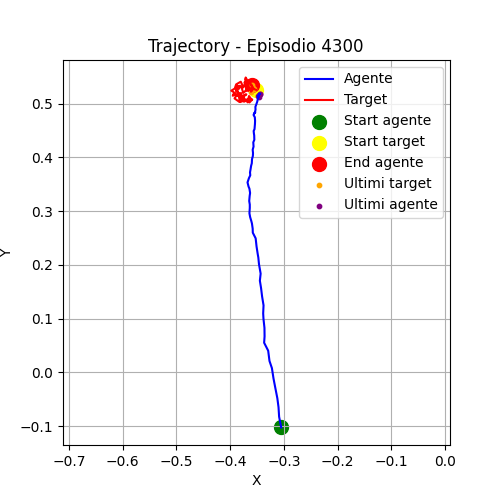 Trajectory - Episodio 4300
Agente
Target
Start agente
Start target
End agente
Ultimi target
Ultimi agente
Y
0.5
0.4
0.3
0.2
0.1
0.0
−0.1
−0.7 −0.6 −0.5 −0.4 −0.3 −0.2 −0.1 0.0
X